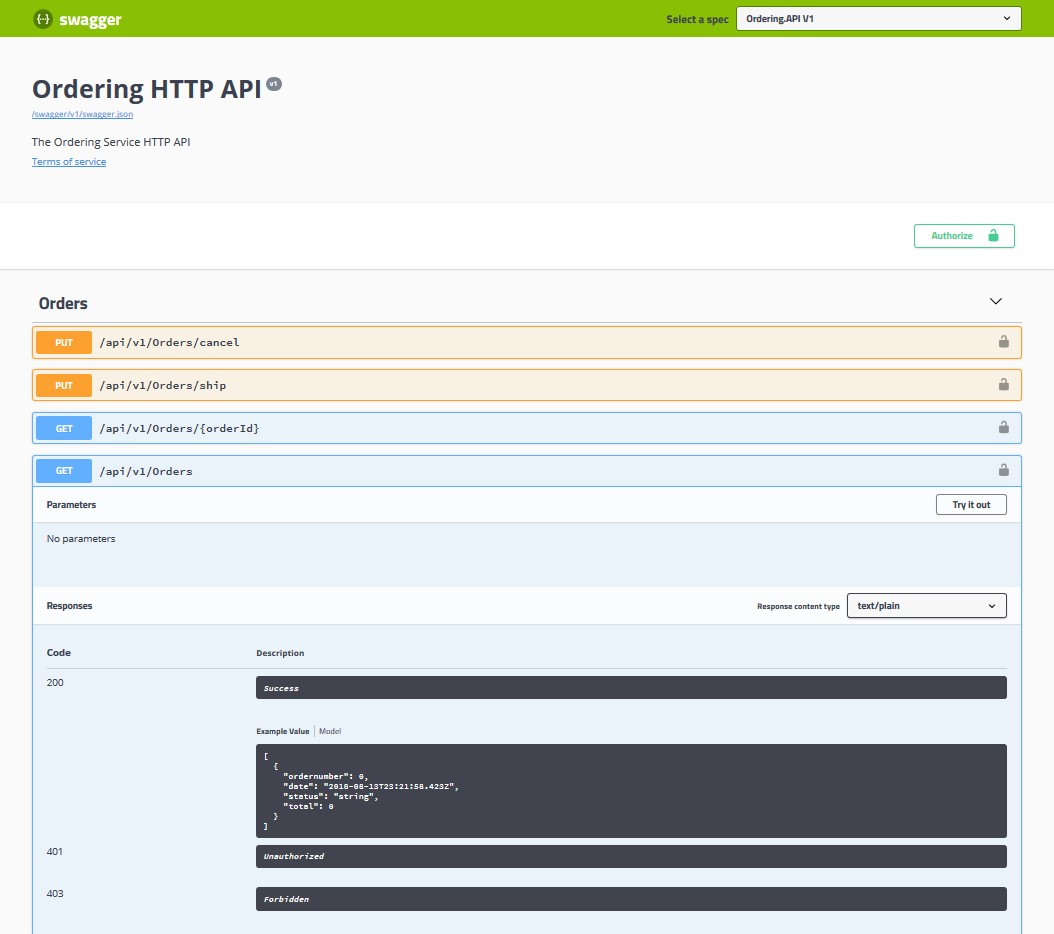 {··} swagger
Select a spec Ordering.API V1
Ordering HTTP API v1
/swagger/v1/swagger.json
The Ordering Service HTTP API
Terms of service
Authorize
Orders
PUT /api/v1/Orders/cancel
PUT /api/v1/Orders/ship
GET /api/v1/Orders/{orderId}
GET /api/v1/Orders
Parameters Try it out
No parameters
Responses Response content type text/plain
Code Description
200 Success
Example Value | Model
[
{
"ordernumber": 0,
"date": "2018-08-13T23:21:58.423Z",
"status": "string",
"total": 0
}
]
401 Unauthorized
403 Forbidden